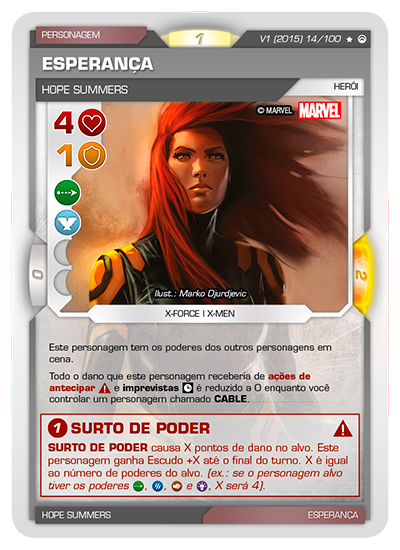 PERSONAGEM
1
V1 (2015) 14/100
ESPERANÇA
HOPE SUMMERS
HERÓI
4
© MARVEL MARVEL
1
0
2
Ilust.: Marko Djurdjevic
X-FORCE | X-MEN
Este personagem tem os poderes dos outros personagens em
cena.
Todo o dano que este personagem receberia de ações de
antecipar e imprevistos é reduzido a 0 enquanto você
controlar um personagem chamado CABLE.
1 SURTO DE PODER
SURTO DE PODER causa X pontos de dano no alvo. Este
personagem ganha Escudo +X até o final do turno. X é igual
ao número de poderes do alvo. (ex.: se o personagem alvo
tiver os poderes , , e , X será 4).
HOPE SUMMERS
ESPERANÇA